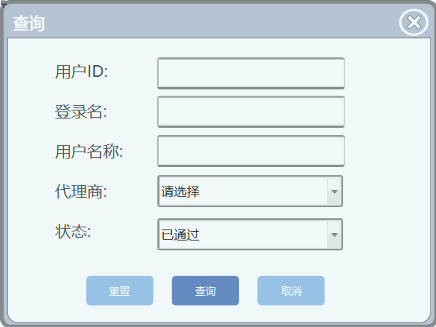 查询
用户ID:
登录名:
用户名称:
代理商:
请选择
状态:
已通过
重置 查询 取消